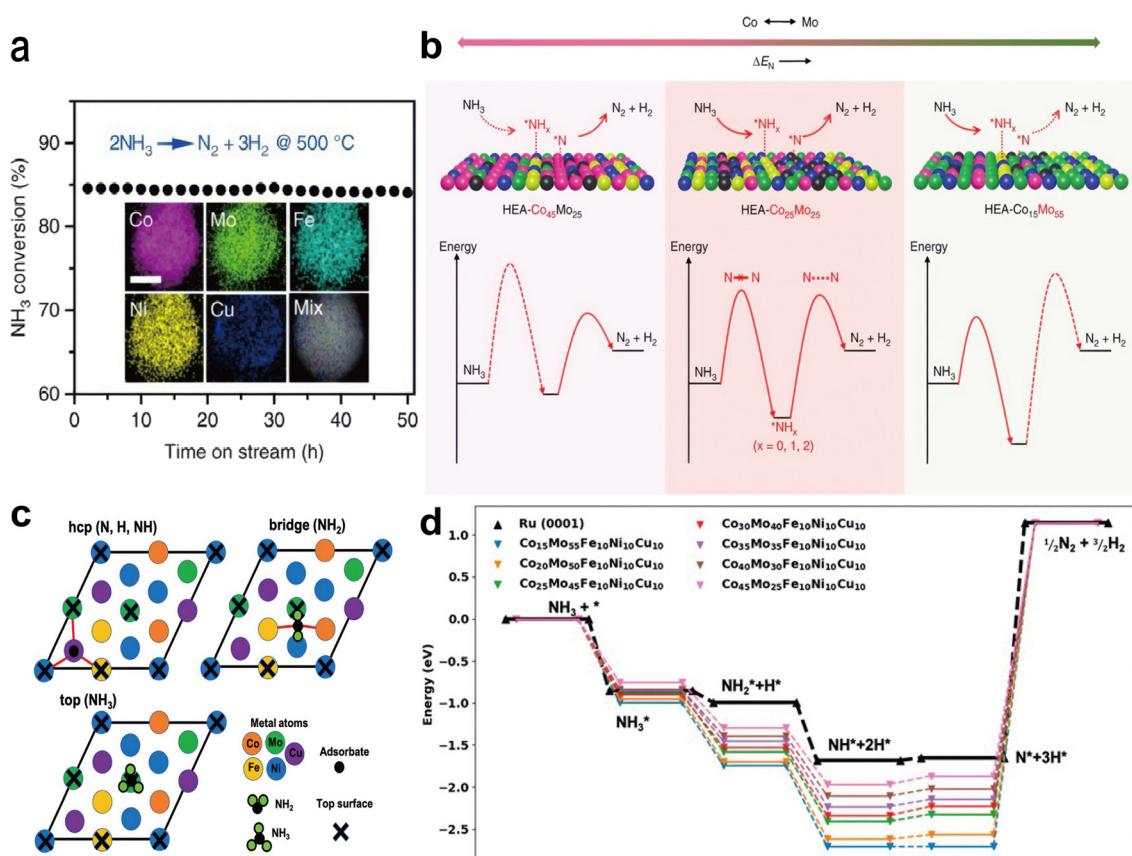 a
2NH₃ → N₂ + 3H₂ @ 500 °C
NH₃ conversion (%)
90
80
70
60
Co
Mo
Fe
Ni
Cu
Mix
0 10 20 30 40 50
Time on stream (h)
b
Co ↔ Mo
ΔE_N →
NH₃
*NHₓ
*N
N₂ + H₂
HEA-Co₄₅Mo₂₅
NH₃
*NHₓ
*N
N₂ + H₂
HEA-Co₂₅Mo₂₅
NH₃
*NHₓ
*N
N₂ + H₂
HEA-Co₁₅Mo₅₅
Energy
NH₃
N₂ + H₂
Energy
N N
N N
NH₃
N₂ + H₂
*NHₓ
(x = 0, 1, 2)
Energy
NH₃
N₂ + H₂
c
hcp (N, H, NH)
bridge (NH₂)
top (NH₃)
Metal atoms
Co
Mo
Cu
Fe
Ni
Adsorbate
NH₂
Top surface
NH₃
d
Energy (eV)
1.0
0.5
0.0
-0.5
-1.0
-1.5
-2.0
-2.5
Ru (0001)
Co₁₅Mo₅₅Fe₁₀Ni₁₀Cu₁₀
Co₂₀Mo₅₀Fe₁₀Ni₁₀Cu₁₀
Co₂₅Mo₄₅Fe₁₀Ni₁₀Cu₁₀
Co₃₀Mo₄₀Fe₁₀Ni₁₀Cu₁₀
Co₃₅Mo₃₅Fe₁₀Ni₁₀Cu₁₀
Co₄₀Mo₃₀Fe₁₀Ni₁₀Cu₁₀
Co₄₅Mo₂₅Fe₁₀Ni₁₀Cu₁₀
NH₃ + *
NH₃*
NH₂*+H*
NH*+2H*
N*+3H*
½N₂ + ³⁄₂H₂